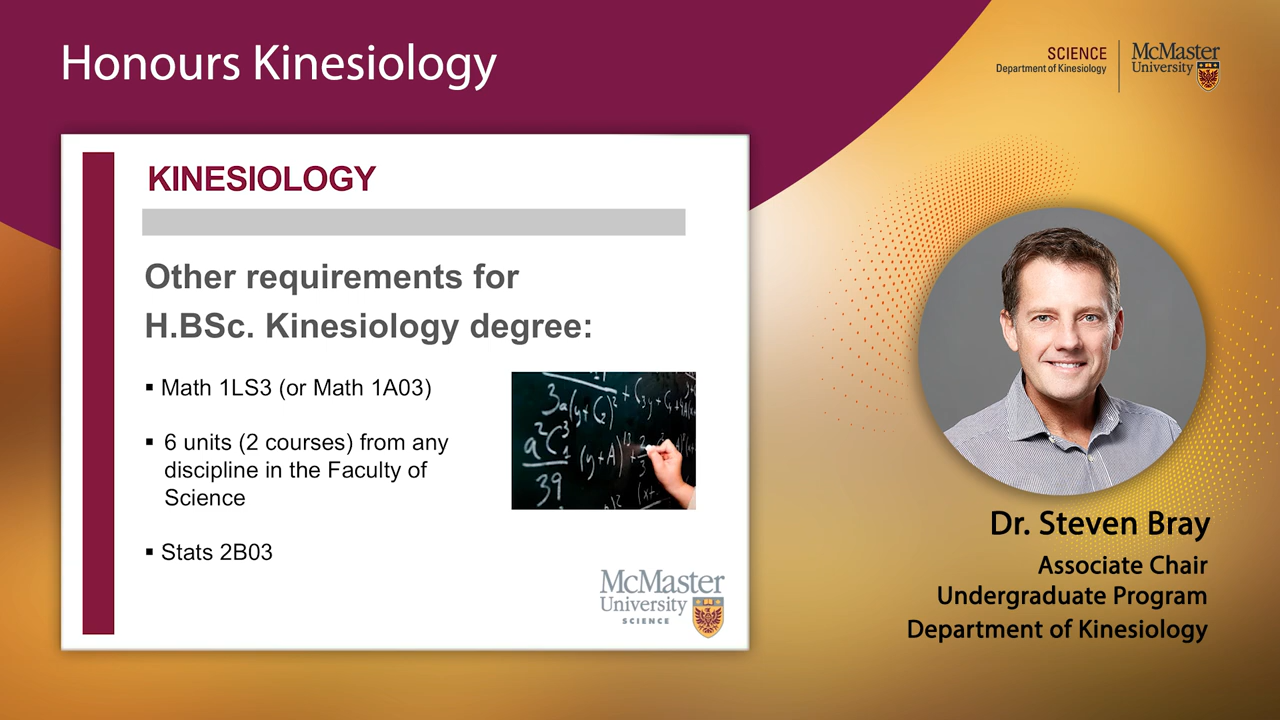 Honours Kinesiology
SCIENCE
Department of Kinesiology
McMaster
University
KINESIOLOGY
Other requirements for
H.BSc. Kinesiology degree:
▪ Math 1LS3 (or Math 1A03)
▪ 6 units (2 courses) from any
discipline in the Faculty of
Science
▪ Stats 2B03
McMaster
University
SCIENCE
Dr. Steven Bray
Associate Chair
Undergraduate Program
Department of Kinesiology